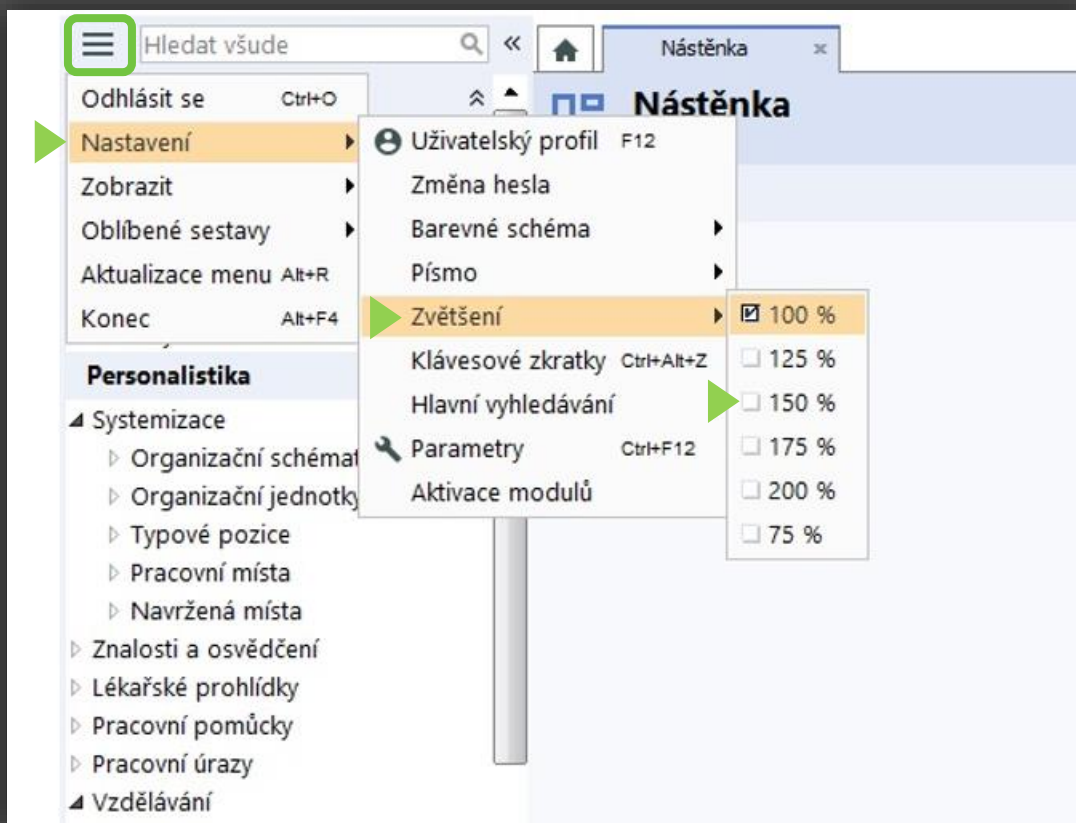 Hledat všude
Nástěnka
Nástěnka
Odhlásit se Ctrl+O
Nastavení
Zobrazit
Oblíbené sestavy
Aktualizace menu Alt+R
Konec Alt+F4
Uživatelský profil F12
Změna hesla
Barevné schéma
Písmo
Zvětšení
Klávesové zkratky Ctrl+Alt+Z
Hlavní vyhledávání
Parametry Ctrl+F12
Aktivace modulů
100 %
125 %
150 %
175 %
200 %
75 %
Personalistika
Systemizace
Organizační schémat
Organizační jednotky
Typové pozice
Pracovní místa
Navržená místa
Znalosti a osvědčení
Lékařské prohlídky
Pracovní pomůcky
Pracovní úrazy
Vzdělávání